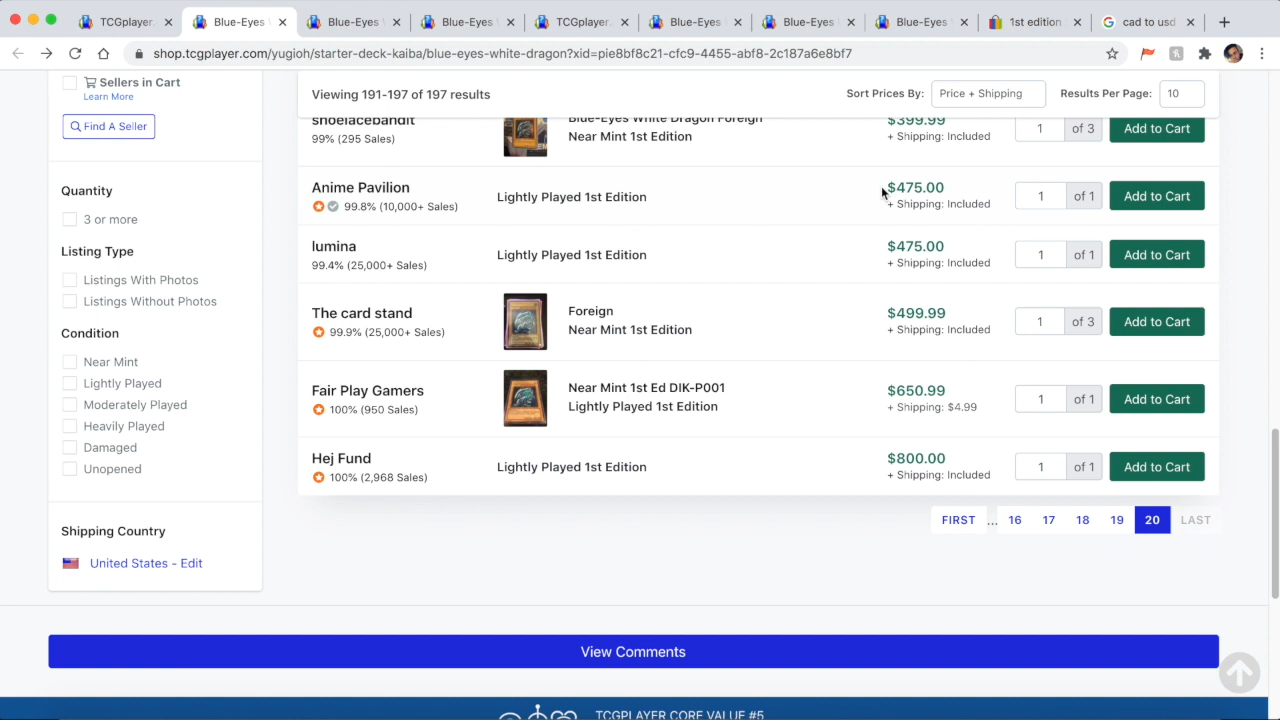 TCGplayer
Blue-Eyes
Blue-Eyes
Blue-Eyes
TCGplayer
Blue-Eyes
Blue-Eyes
Blue-Eyes
1st edition
cad to usd
shop.tcgplayer.com/yugioh/starter-deck-kaiba/blue-eyes-white-dragon?xid=pie8bf8c21-cfc9-4455-abf8-2c187a6e8bf7
Sellers in Cart
Learn More
Find A Seller
Quantity
3 or more
Listing Type
Listings With Photos
Listings Without Photos
Condition
Near Mint
Lightly Played
Moderately Played
Heavily Played
Damaged
Unopened
Shipping Country
United States - Edit
Viewing 191-197 of 197 results
Sort Prices By: Price + Shipping Results Per Page: 10
shoelacebandit Blue-Eyes White Dragon Foreign $399.99
99% (295 Sales) Near Mint 1st Edition + Shipping: Included 1 of 3 Add to Cart
Anime Pavilion $475.00
Lightly Played 1st Edition 1 of 1 Add to Cart
99.8% (10,000+ Sales) + Shipping: Included
lumina $475.00
Lightly Played 1st Edition 1 of 1 Add to Cart
99.4% (25,000+ Sales) + Shipping: Included
The card stand Foreign $499.99
1 of 3 Add to Cart
99.9% (25,000+ Sales) Near Mint 1st Edition + Shipping: Included
Fair Play Gamers Near Mint 1st Ed DIK-P001 $650.99
1 of 1 Add to Cart
100% (950 Sales) Lightly Played 1st Edition + Shipping: $4.99
Hej Fund $800.00
Lightly Played 1st Edition 1 of 1 Add to Cart
100% (2,968 Sales) + Shipping: Included
FIRST ... 16 17 18 19 20 LAST
View Comments
TCGPLAYER CORE VALUE #5